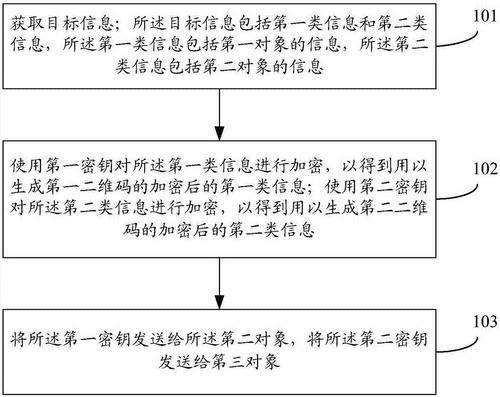 获取目标信息；所述目标信息包括第一类信息和第二类
信息，所述第一类信息包括第一对象的信息，所述第二
类信息包括第二对象的信息
101
使用第一密钥对所述第一类信息进行加密，以得到用以
生成第一二维码的加密后的第一类信息；使用第二密钥
对所述第二类信息进行加密，以得到用以生成第二二维
码的加密后的第二类信息
102
将所述第一密钥发送给所述第二对象，将所述第二密钥
发送给第三对象
103